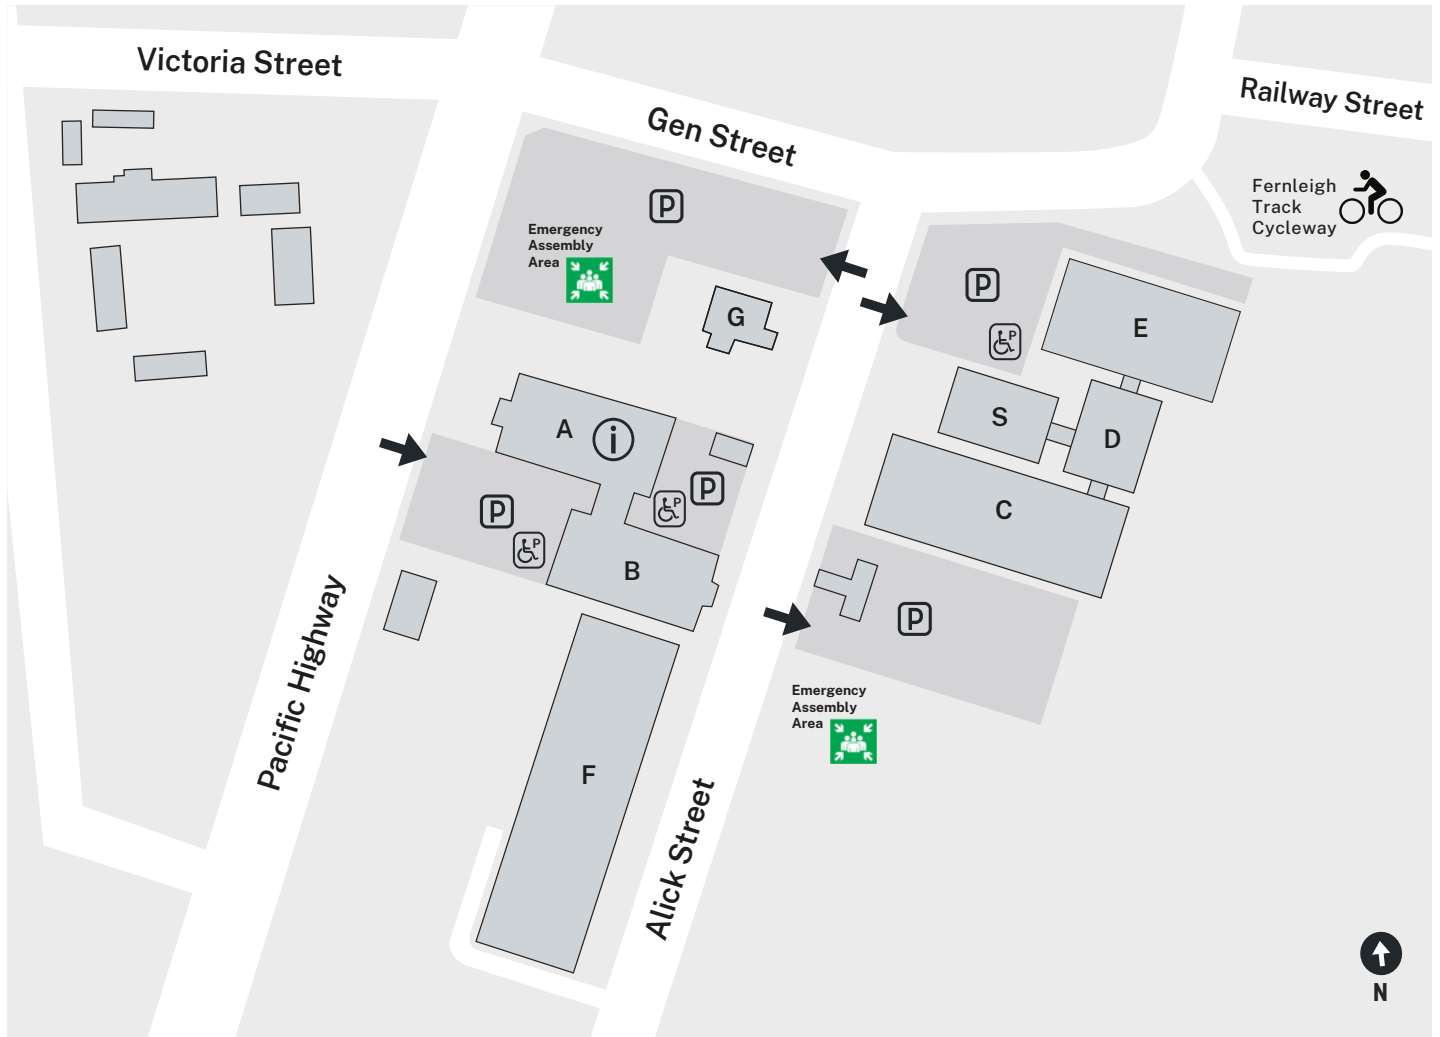 Victoria Street
Gen Street
Railway Street
Fernleigh
Track
Cycleway
P
Emergency
Assembly
Area
P
P
G
E
A
i
S
D
P
P
P
P
C
B
P
Pacific Highway
Emergency
Assembly
Area
F
Alick Street
N